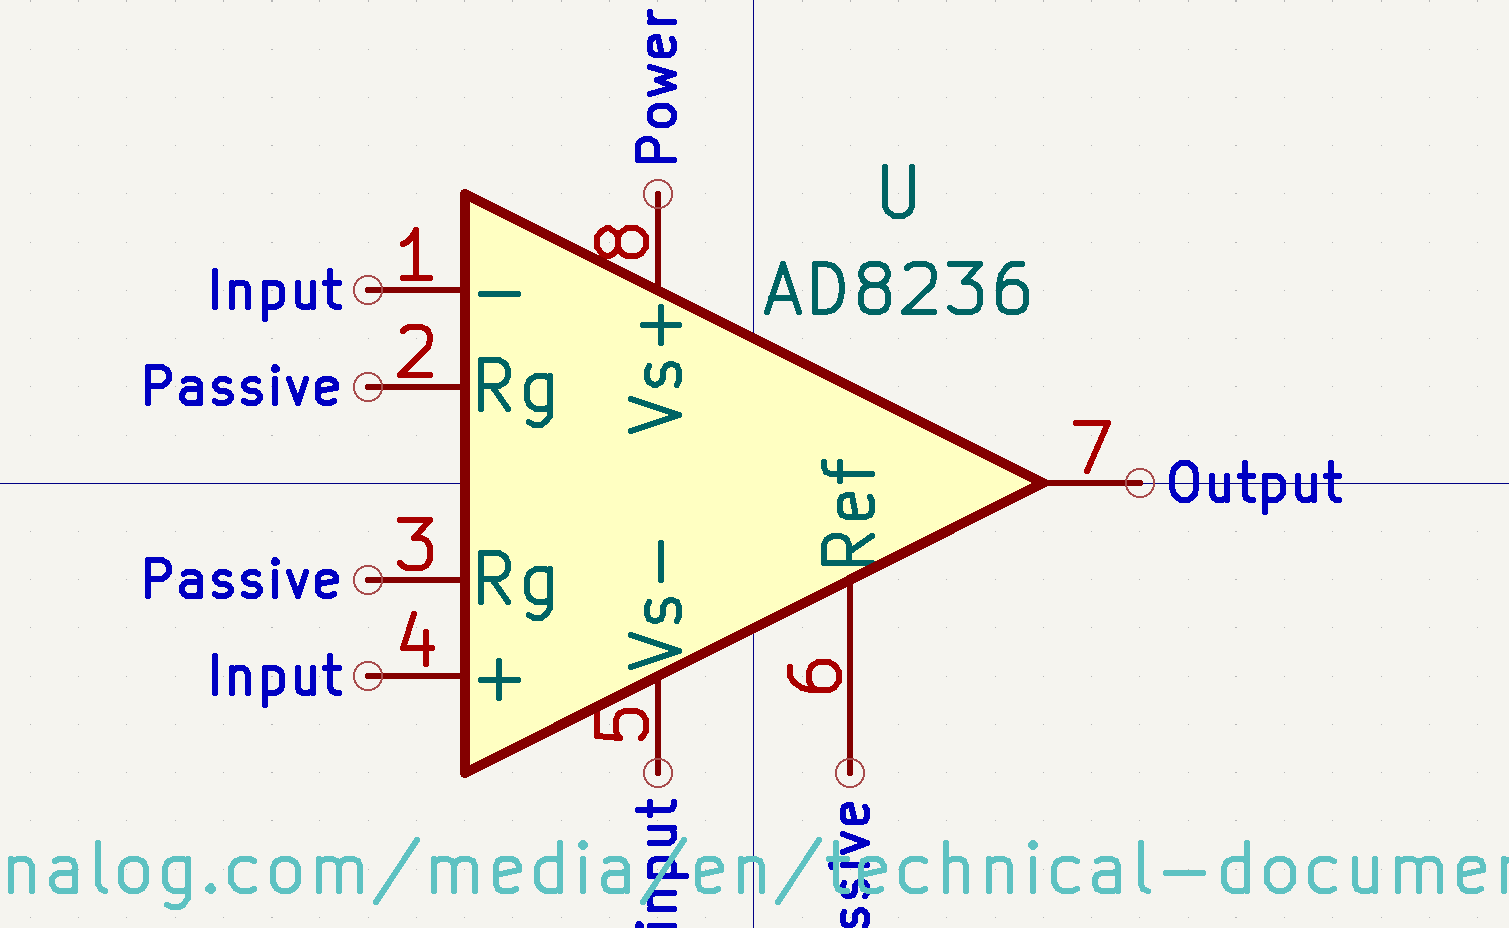 Power
U
8
1
Input
−
AD8236
Vs+
2
Passive
Rg
7
Output
Ref
3
Passive
Rg
Vs-
4
Input
+
6
5
input
ssive
nalog.com/media/en/technical-documen